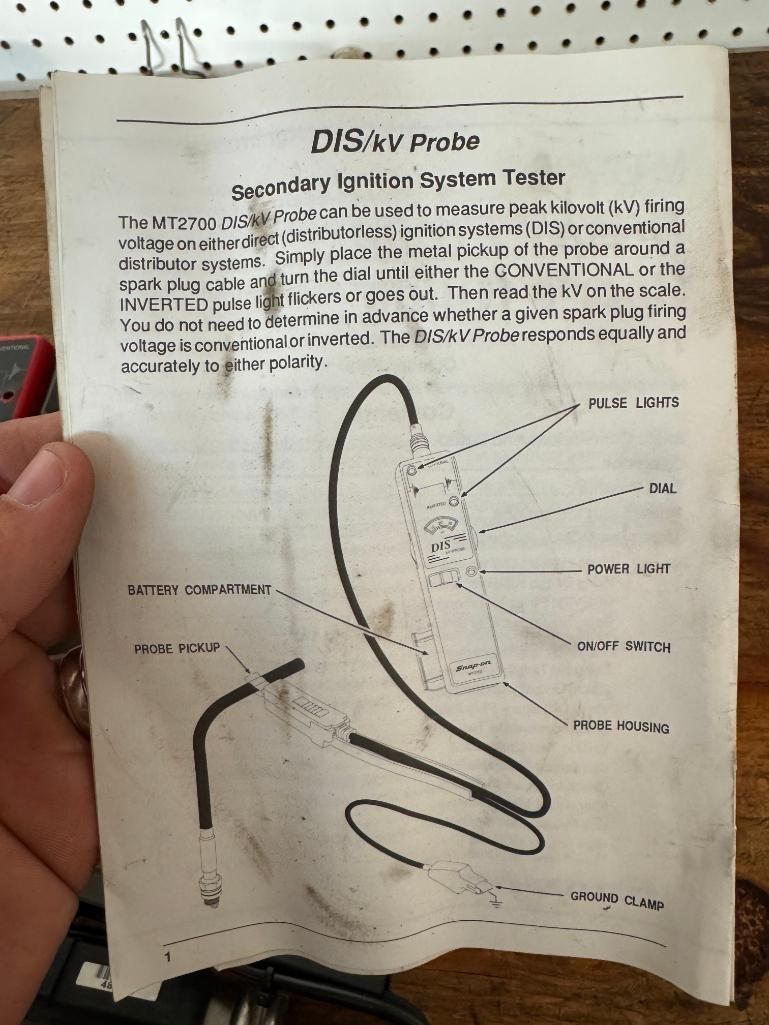 DIS/kV Probe
Secondary Ignition System Tester
The MT2700 DIS/kV Probe can be used to measure peak kilovolt (kV) firing
voltage on either direct (distributorless) ignition systems (DIS) or conventional
distributor systems. Simply place the metal pickup of the probe around a
spark plug cable and turn the dial until either the CONVENTIONAL or the
INVERTED pulse light flickers or goes out. Then read the kV on the scale.
You do not need to determine in advance whether a given spark plug firing
voltage is conventional or inverted. The DIS/kV Probe responds equally and
accurately to either polarity.
PULSE LIGHTS
DIAL
INVERTED
DIS
POWER LIGHT
BATTERY COMPARTMENT
ON/OFF SWITCH
PROBE PICKUP
Snap-on
PROBE HOUSING
GROUND CLAMP
1